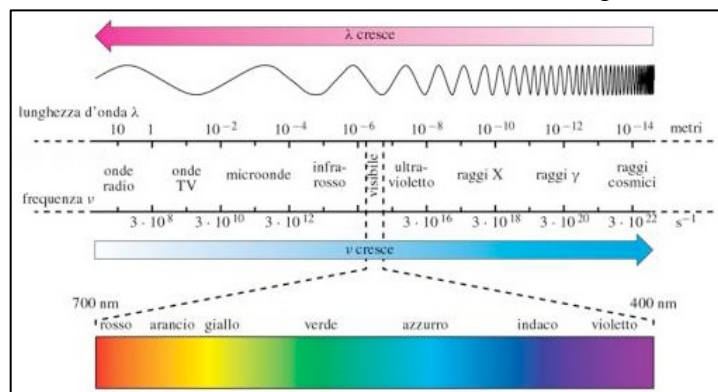 λ cresce
lunghezza d'onda λ
10 1 10⁻² 10⁻⁴ 10⁻⁶ 10⁻⁸ 10⁻¹⁰ 10⁻¹² 10⁻¹⁴ metri
onde radio
onde TV
microonde
infra-
rosso
visibile
ultra-
violetto
raggi X
raggi γ
raggi
cosmici
frequenza ν
3 · 10⁸ 3 · 10¹⁰ 3 · 10¹² 3 · 10¹⁶ 3 · 10¹⁸ 3 · 10²⁰ 3 · 10²² s⁻¹
ν cresce
700 nm 400 nm
rosso arancio giallo verde azzurro indaco violetto